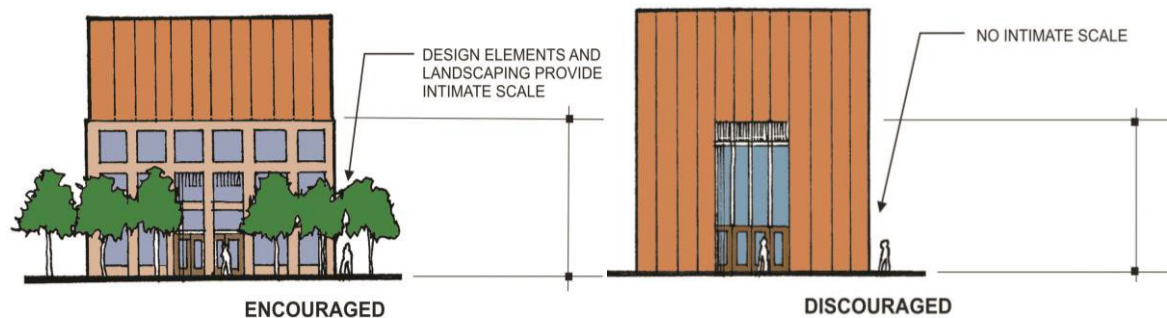 DESIGN ELEMENTS AND
LANDSCAPING PROVIDE
INTIMATE SCALE
ENCOURAGED
NO INTIMATE SCALE
DISCOURAGED